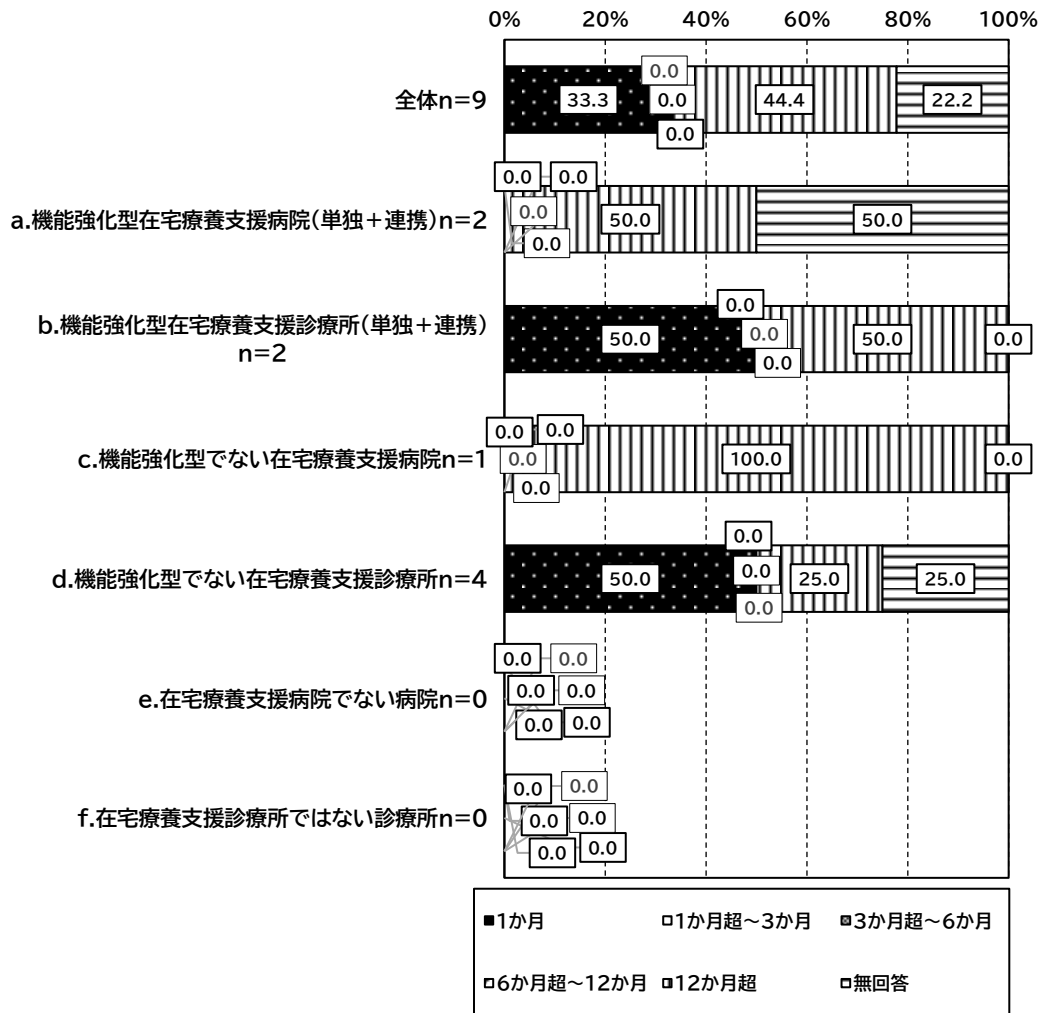 0% 20% 40% 60% 80% 100%
0.0
全体n=9 33.3 0.0 44.4 22.2
0.0
0.0 0.0
0.0
a.機能強化型在宅療養支援病院(単独+連携)n=2 50.0 50.0
0.0
0.0
b.機能強化型在宅療養支援診療所(単独+連携) 50.0 0.0 50.0 0.0
n=2
0.0
0.0 0.0
c.機能強化型でない在宅療養支援病院n=1 0.0 100.0 0.0
0.0
0.0
d.機能強化型でない在宅療養支援診療所n=4 50.0 0.0 25.0 25.0
0.0
0.0 0.0
e.在宅療養支援病院でない病院n=0 0.0 0.0
0.0 0.0
0.0 0.0
f.在宅療養支援診療所ではない診療所n=0 0.0 0.0
0.0 0.0
1か月 1か月超~3か月 3か月超~6か月
6か月超~12か月 12か月超 無回答